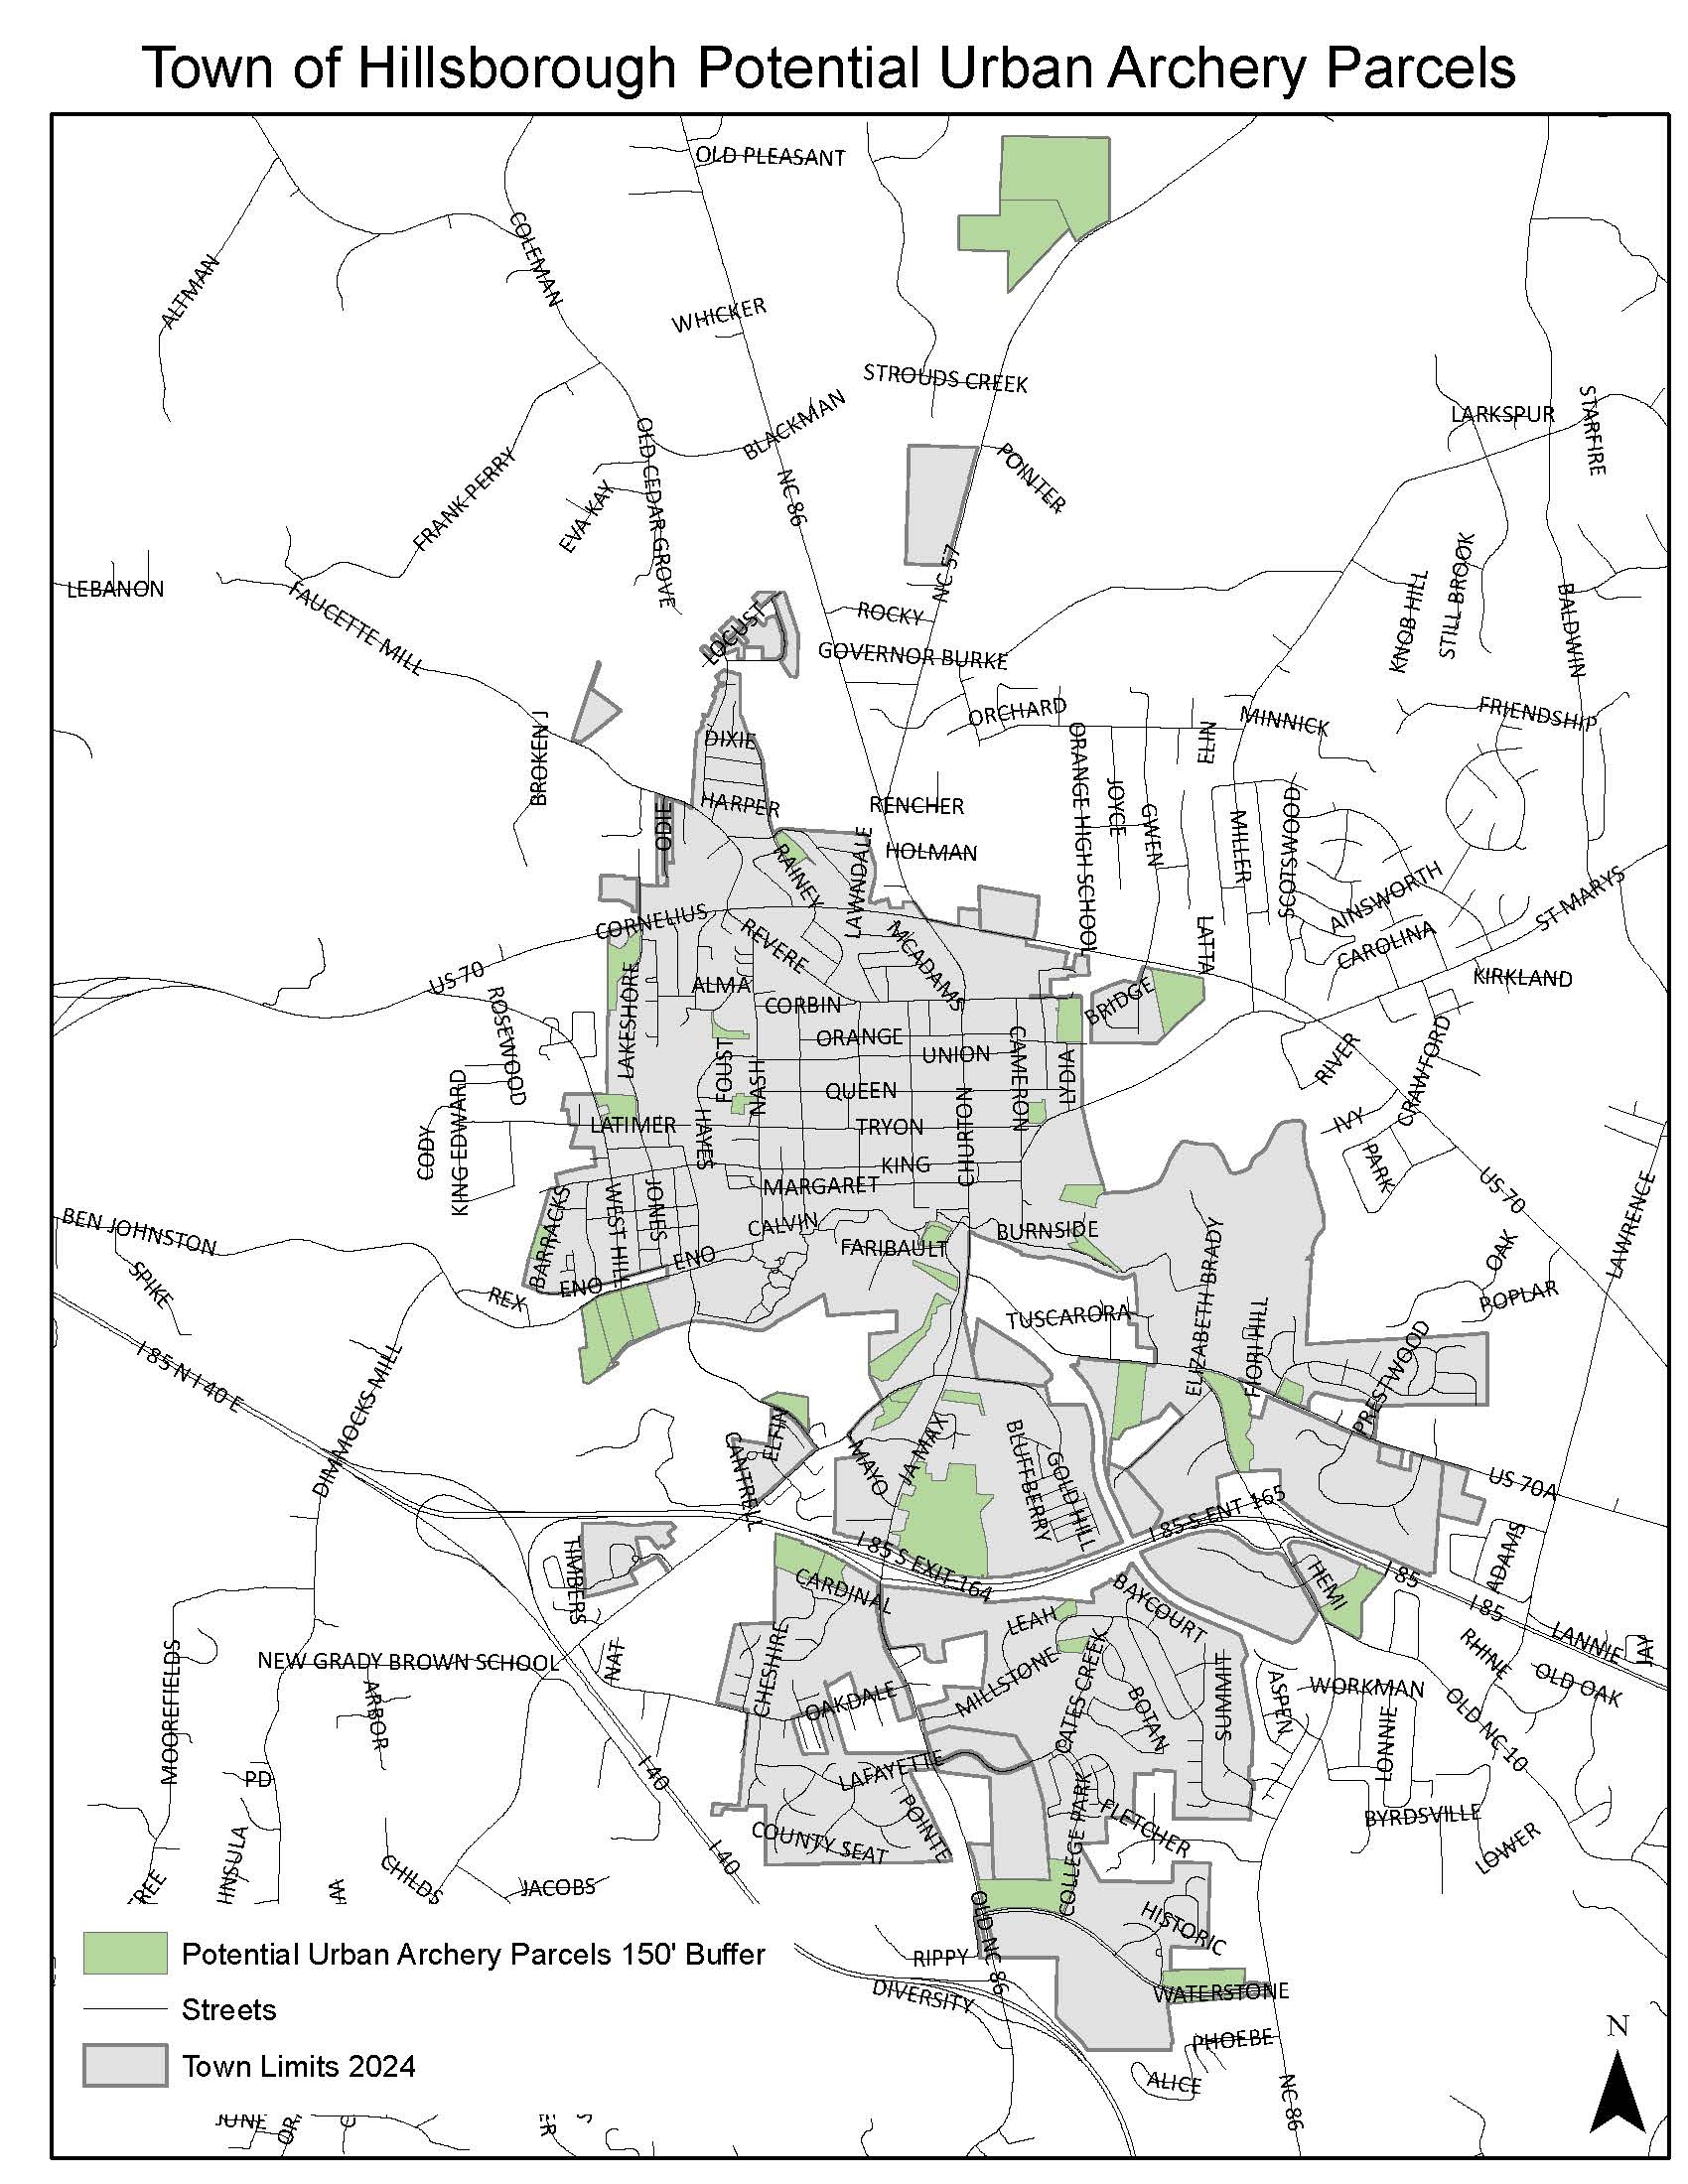 Town of Hillsborough Potential Urban Archery Parcels
OLD PLEASANT
COLEMAN
ALTMAN
WHICKER
STROUDS CREEK
BLACKMAN
LARKSPUR
STARFIRE
OLD CEDAR GROVE
POINTER
FRANK PERRY
EVA KAY
NC 86
NC 57
STILL BROOK
KNOB HILL
LEBANON
FAUCETTE MILL
LOCUST
ROCKY
BALDWIN
GOVERNOR BURKE
ORCHARD
MINNICK
FRIENDSHIP
BROKEN J
DIXIE
ELIN
ORANGE HIGH SCHOOL
JOYCE
GWEN
HARPER
RENCHER
ODIE
MILLER
SCOTSWOOD
RAINEY
LAWNDALE
HOLMAN
AINSWORTH
ST MARYS
CORNELIUS
REVERE
MCADAMS
LATTA
CAROLINA
US 70
ALMA
KIRKLAND
ROSEWOOD
LAKESHORE
CORBIN
BRIDGE
ORANGE
UNION
CAMERON
LYDIA
RIVER
CRAWFORD
FOUST
NASH
QUEEN
KING EDWARD
CODY
LATIMER
HAYES
TRYON
CHURTON
IVY
PARK
KING
MARGARET
US 70
LAWRENCE
BARRACKS
WEST HILL
JONES
BEN JOHNSTON
CALVIN
FARIBAULT
BURNSIDE
ELIZABETH BRADY
OAK
SPIKE
ENO
ENO
REX
POPLAR
TUSCARORA
FIORI HILL
PRESTWOOD
I 85 N I 40 E
DIMMOCKS MILL
ELFIN
CANTRELL
MAYO
JA MAX
BLUFFBERRY
GOLD HILL
US 70A
I 85 S ENT 165
I 85 S EXIT 164
TIMBERS
CARDINAL
BAYCOURT
HEMI
I 85
I 85
ADAMS
LANNIE
JAY
LEAH
MILLSTONE
CATES CREEK
RHINE
OLD OAK
NEW GRADY BROWN SCHOOL
NAT
CHESHIRE
MOOREFIELDS
ARBOR
OAKDALE
BOTAN
SUMMIT
ASPEN
WORKMAN
LONNIE
OLD NC 10
I 40
PD
LAFAYETTE
POINTE
COLLEGE PARK
FLETCHER
BYRDSVILLE
LOWER
COUNTY SEAT
I 40
CHILDS
JACOBS
HISTORIC
OLD NC 86
RIPPY
DIVERSITY
WATERSTONE
PHOEBE
ALICE
NC 86
Potential Urban Archery Parcels 150' Buffer
Streets
Town Limits 2024
JUNE
N